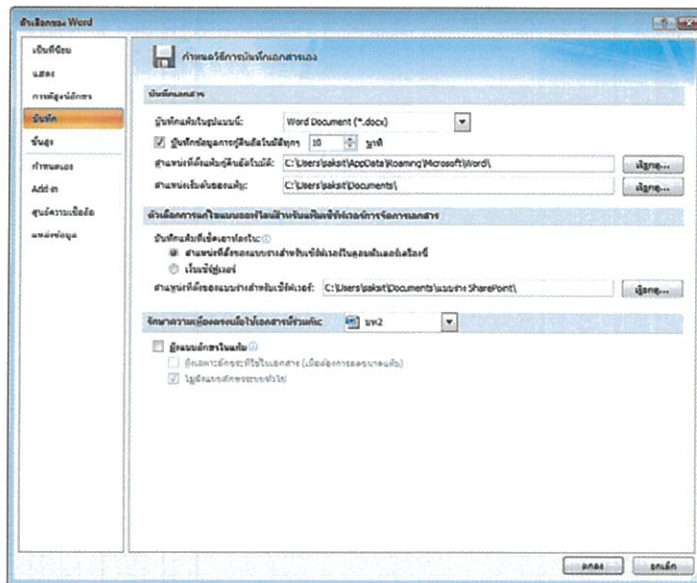 ตัวเลือกของ Word
เป็นที่นิยม
แสดง
การพิสูจน์อักษร
บันทึก
ขั้นสูง
กำหนดเอง
Add-in
ศูนย์ความเชื่อถือ
แหล่งข้อมูล
กำหนดวิธีการบันทึกเอกสารเอง
บันทึกเอกสาร
บันทึกแฟ้มในรูปแบบนี้: Word Document (*.docx)
บันทึกข้อมูลการกู้คืนอัตโนมัติทุกๆ 10 นาที
ตำแหน่งที่ตั้งแฟ้มกู้คืนอัตโนมัติ: C:\Users\saksit\AppData\Roaming\Microsoft\Word\ เรียกดู...
ตำแหน่งเริ่มต้นของแฟ้ม: C:\Users\saksit\Documents\
ตัวเลือกการแก้ไขแบบออฟไลน์สำหรับแฟ้มเซิร์ฟเวอร์การจัดการเอกสาร
บันทึกแฟ้มที่เช็คเอาท์ลงใน:
ตำแหน่งที่ตั้งของแบบร่างสำหรับเซิร์ฟเวอร์ในคอมพิวเตอร์เครื่องนี้
เว็บเซิร์ฟเวอร์
ตำแหน่งที่ตั้งของแบบร่างสำหรับเซิร์ฟเวอร์: C:\Users\saksit\Documents\แบบร่าง SharePoint\ เรียกดู...
รักษาความเที่ยงตรงเมื่อใช้เอกสารนี้ร่วมกัน: บท2
ฝังแบบอักษรในแฟ้ม
ฝังเฉพาะอักขระที่ใช้ในเอกสาร (เมื่อต้องการลดขนาดแฟ้ม)
ไม่ฝังแบบอักษรระบบทั่วไป
ตกลง ยกเลิก